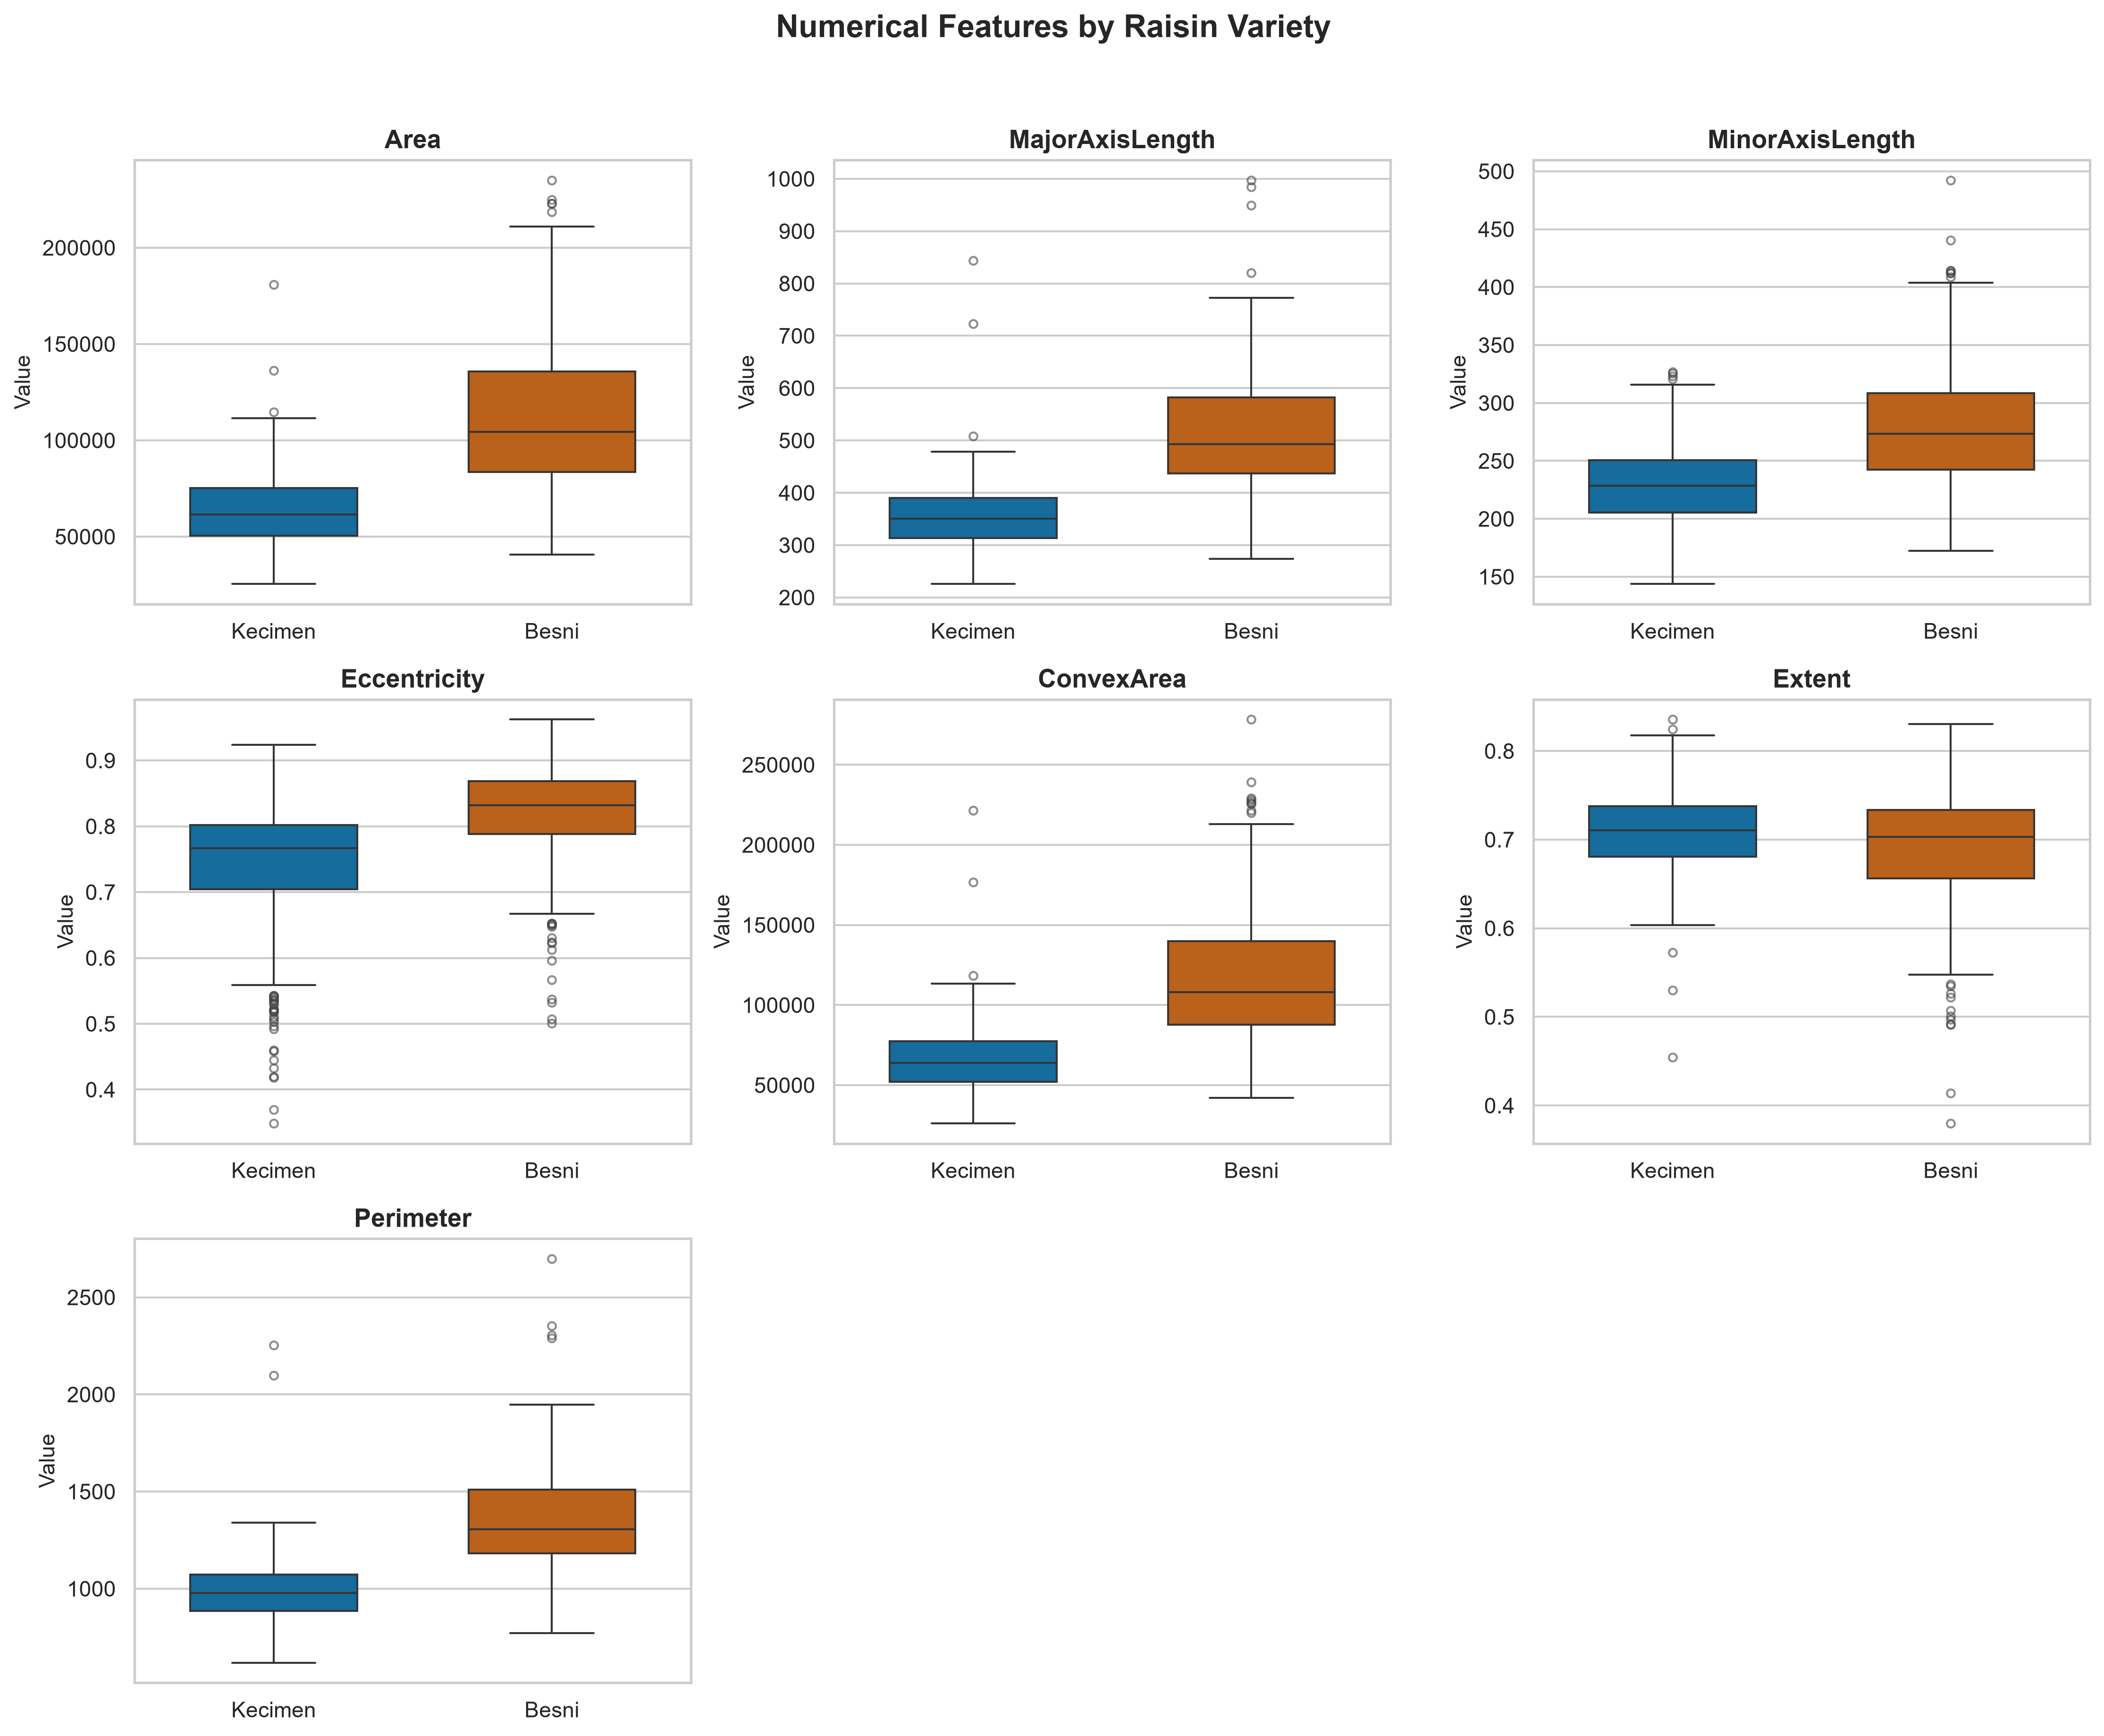 Numerical Features by Raisin Variety
Area
Value
200000
150000
100000
50000
Kecimen
Besni
MajorAxisLength
Value
1000
900
800
700
600
500
400
300
200
Kecimen
Besni
MinorAxisLength
Value
500
450
400
350
300
250
200
150
Kecimen
Besni
Eccentricity
Value
0.9
0.8
0.7
0.6
0.5
0.4
Kecimen
Besni
ConvexArea
Value
250000
200000
150000
100000
50000
Kecimen
Besni
Extent
Value
0.8
0.7
0.6
0.5
0.4
Kecimen
Besni
Perimeter
Value
2500
2000
1500
1000
Kecimen
Besni